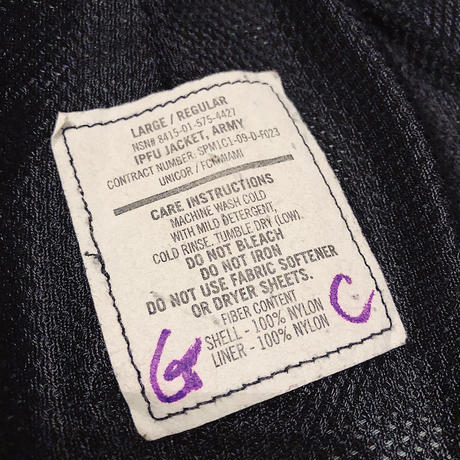 LARGE / REGULAR
NSN# 8415-01-575-4427
IPFU JACKET, ARMY
CONTRACT NUMBER: SPM1C1-09-D-F023
UNICOR / FCI MIAMI
CARE INSTRUCTIONS
MACHINE WASH COLD
WITH MILD DETERGENT,
COLD RINSE. TUMBLE DRY (LOW).
DO NOT BLEACH
DO NOT IRON
DO NOT USE FABRIC SOFTENER
OR DRYER SHEETS.
FIBER CONTENT
SHELL - 100% NYLON
LINER - 100% NYLON
G C